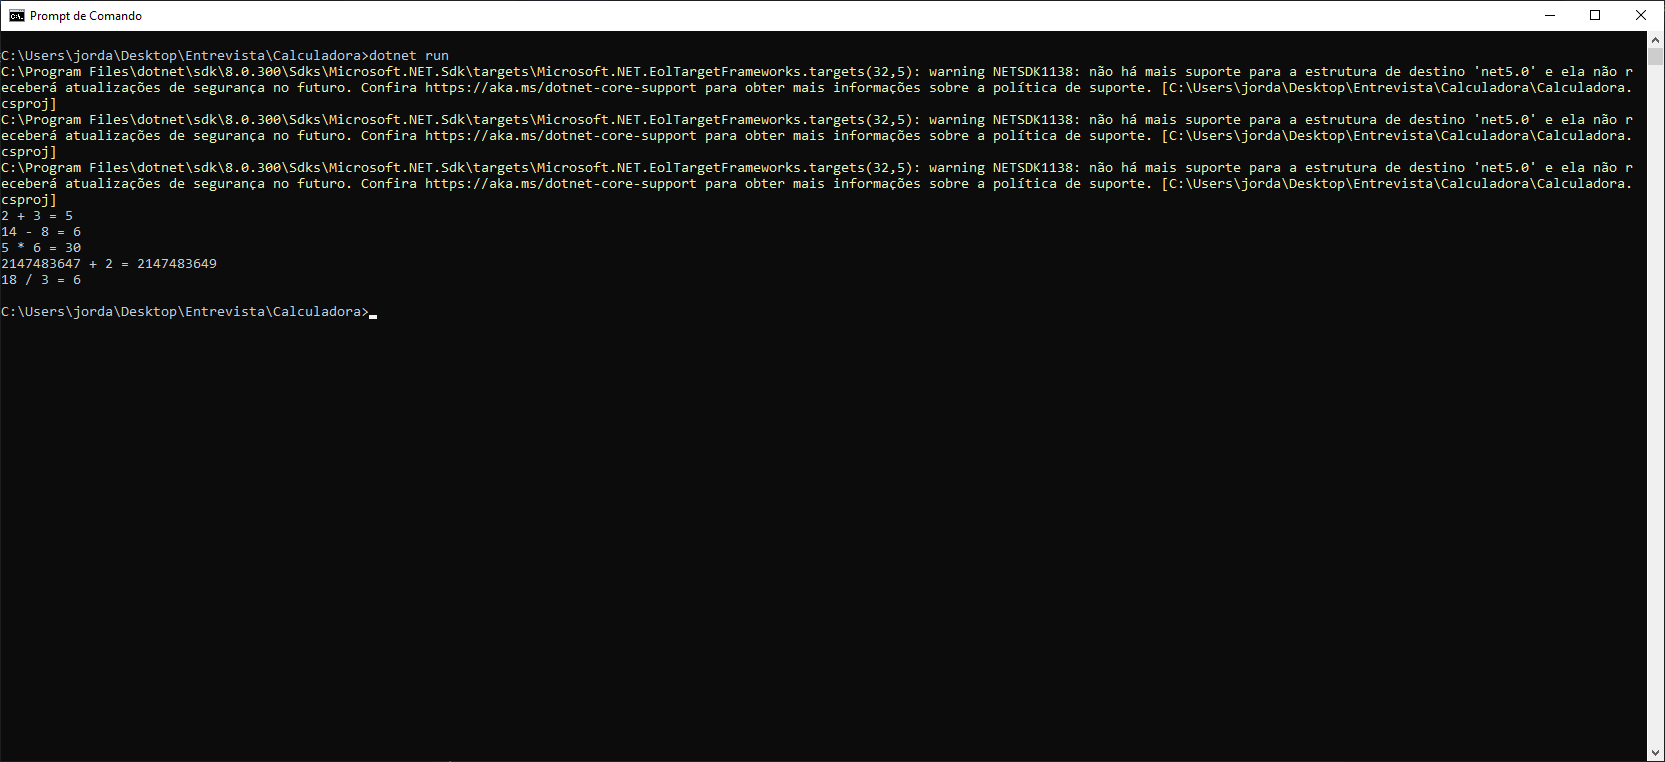 Prompt de Comando
C:\Users\jorda\Desktop\Entrevista\Calculadora>dotnet run
C:\Program Files\dotnet\sdk\8.0.300\Sdks\Microsoft.NET.Sdk\targets\Microsoft.NET.EolTargetFrameworks.targets(32,5): warning NETSDK1138: não há mais suporte para a estrutura de destino 'net5.0' e ela não r
eceberá atualizações de segurança no futuro. Confira https://aka.ms/dotnet-core-support para obter mais informações sobre a política de suporte. [C:\Users\jorda\Desktop\Entrevista\Calculadora\Calculadora.
csproj]
C:\Program Files\dotnet\sdk\8.0.300\Sdks\Microsoft.NET.Sdk\targets\Microsoft.NET.EolTargetFrameworks.targets(32,5): warning NETSDK1138: não há mais suporte para a estrutura de destino 'net5.0' e ela não r
eceberá atualizações de segurança no futuro. Confira https://aka.ms/dotnet-core-support para obter mais informações sobre a política de suporte. [C:\Users\jorda\Desktop\Entrevista\Calculadora\Calculadora.
csproj]
C:\Program Files\dotnet\sdk\8.0.300\Sdks\Microsoft.NET.Sdk\targets\Microsoft.NET.EolTargetFrameworks.targets(32,5): warning NETSDK1138: não há mais suporte para a estrutura de destino 'net5.0' e ela não r
eceberá atualizações de segurança no futuro. Confira https://aka.ms/dotnet-core-support para obter mais informações sobre a política de suporte. [C:\Users\jorda\Desktop\Entrevista\Calculadora\Calculadora.
csproj]
2 + 3 = 5
14 - 8 = 6
5 * 6 = 30
2147483647 + 2 = 2147483649
18 / 3 = 6
C:\Users\jorda\Desktop\Entrevista\Calculadora>